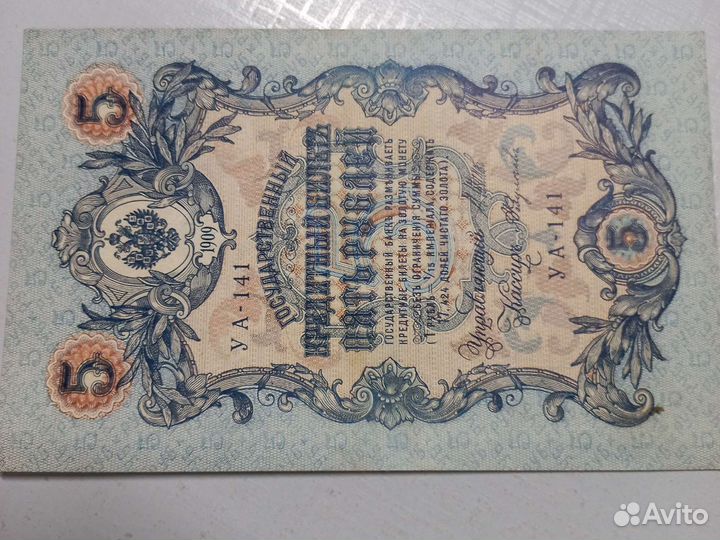 5 5
1909
УА-141
ГОСУДАРСТВЕННЫЙ
КРЕДИТНЫЙ БИЛЕТЪ
ПЯТЬ РУБЛЕЙ
ГОСУДАРСТВЕННЫЙ БАНКЪ РАЗМѢНИВАЕТЪ
КРЕДИТНЫЕ БИЛЕТЫ НА ЗОЛОТУЮ МОНЕТУ
БЕЗЪ ОГРАНИЧЕНІЯ СУММЫ
(1 РУБЛЬ = 1/15 ИМПЕРІАЛА, СОДЕРЖИТЪ
17,424 ДОЛЕЙ ЧИСТАГО ЗОЛОТА).
Управляющій
Кассиръ
УА-141
5
Avito